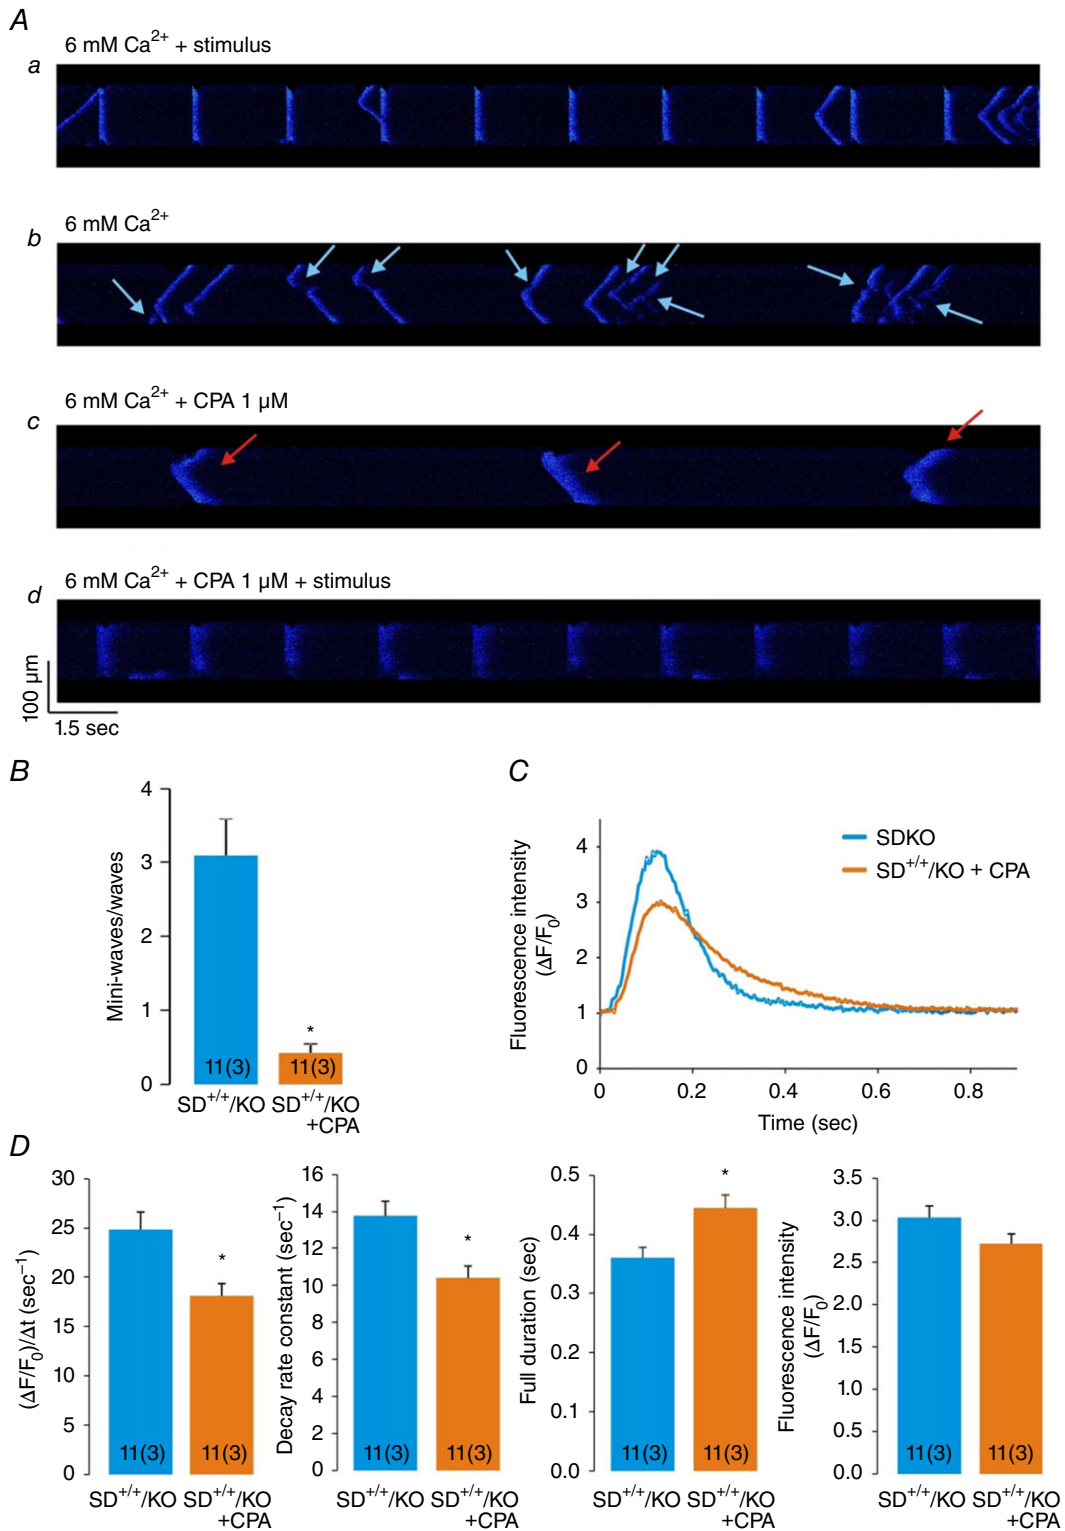 A
6 mM Ca2+ + stimulus
a
6 mM Ca2+
b
6 mM Ca2+ + CPA 1 µM
c
6 mM Ca2+ + CPA 1 µM + stimulus
d
100 µm
1.5 sec
B
4
3
2
1
0
Mini-waves/waves
*
11(3)
11(3)
SD+/+/KO
SD+/+/KO
+CPA
C
Fluorescence intensity
(ΔF/F0)
4
3
2
1
0
SDKO
SD+/+/KO + CPA
0
0.2
0.4
0.6
0.8
Time (sec)
D
30
25
20
15
10
5
0
(ΔF/F0)/Δt (sec−1)
*
11(3)
11(3)
SD+/+/KO
SD+/+/KO
+CPA
16
14
12
10
8
6
4
2
0
Decay rate constant (sec−1)
*
11(3)
11(3)
SD+/+/KO
SD+/+/KO
+CPA
0.5
0.4
0.3
0.2
0.1
0.0
Full duration (sec)
*
11(3)
11(3)
SD+/+/KO
SD+/+/KO
+CPA
3.5
3.0
2.5
2.0
1.5
1.0
0.5
0.0
Fluorescence intensity
(ΔF/F0)
11(3)
11(3)
SD+/+/KO
SD+/+/KO
+CPA